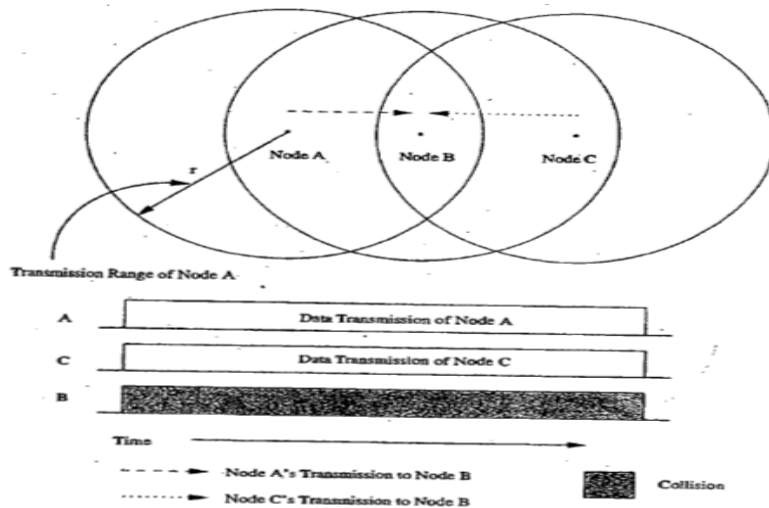 r
Node A
Node B
Node C
Transmission Range of Node A
A
Data Transmission of Node A
C
Data Transmission of Node C
B
Time
Node A's Transmission to Node B
Collision
Node C's Transmission to Node B